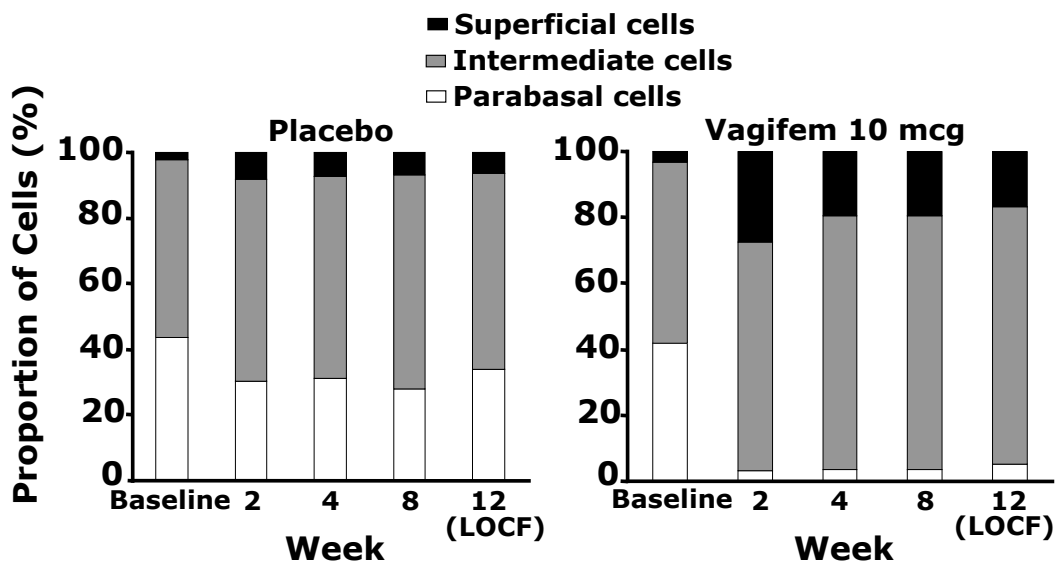 Superficial cells
Intermediate cells
Parabasal cells
Proportion of Cells (%)
Placebo
100
80
60
40
20
0
Baseline 2 4 8 12
(LOCF)
Week
Vagifem 10 mcg
100
80
60
40
20
0
Baseline 2 4 8 12
(LOCF)
Week